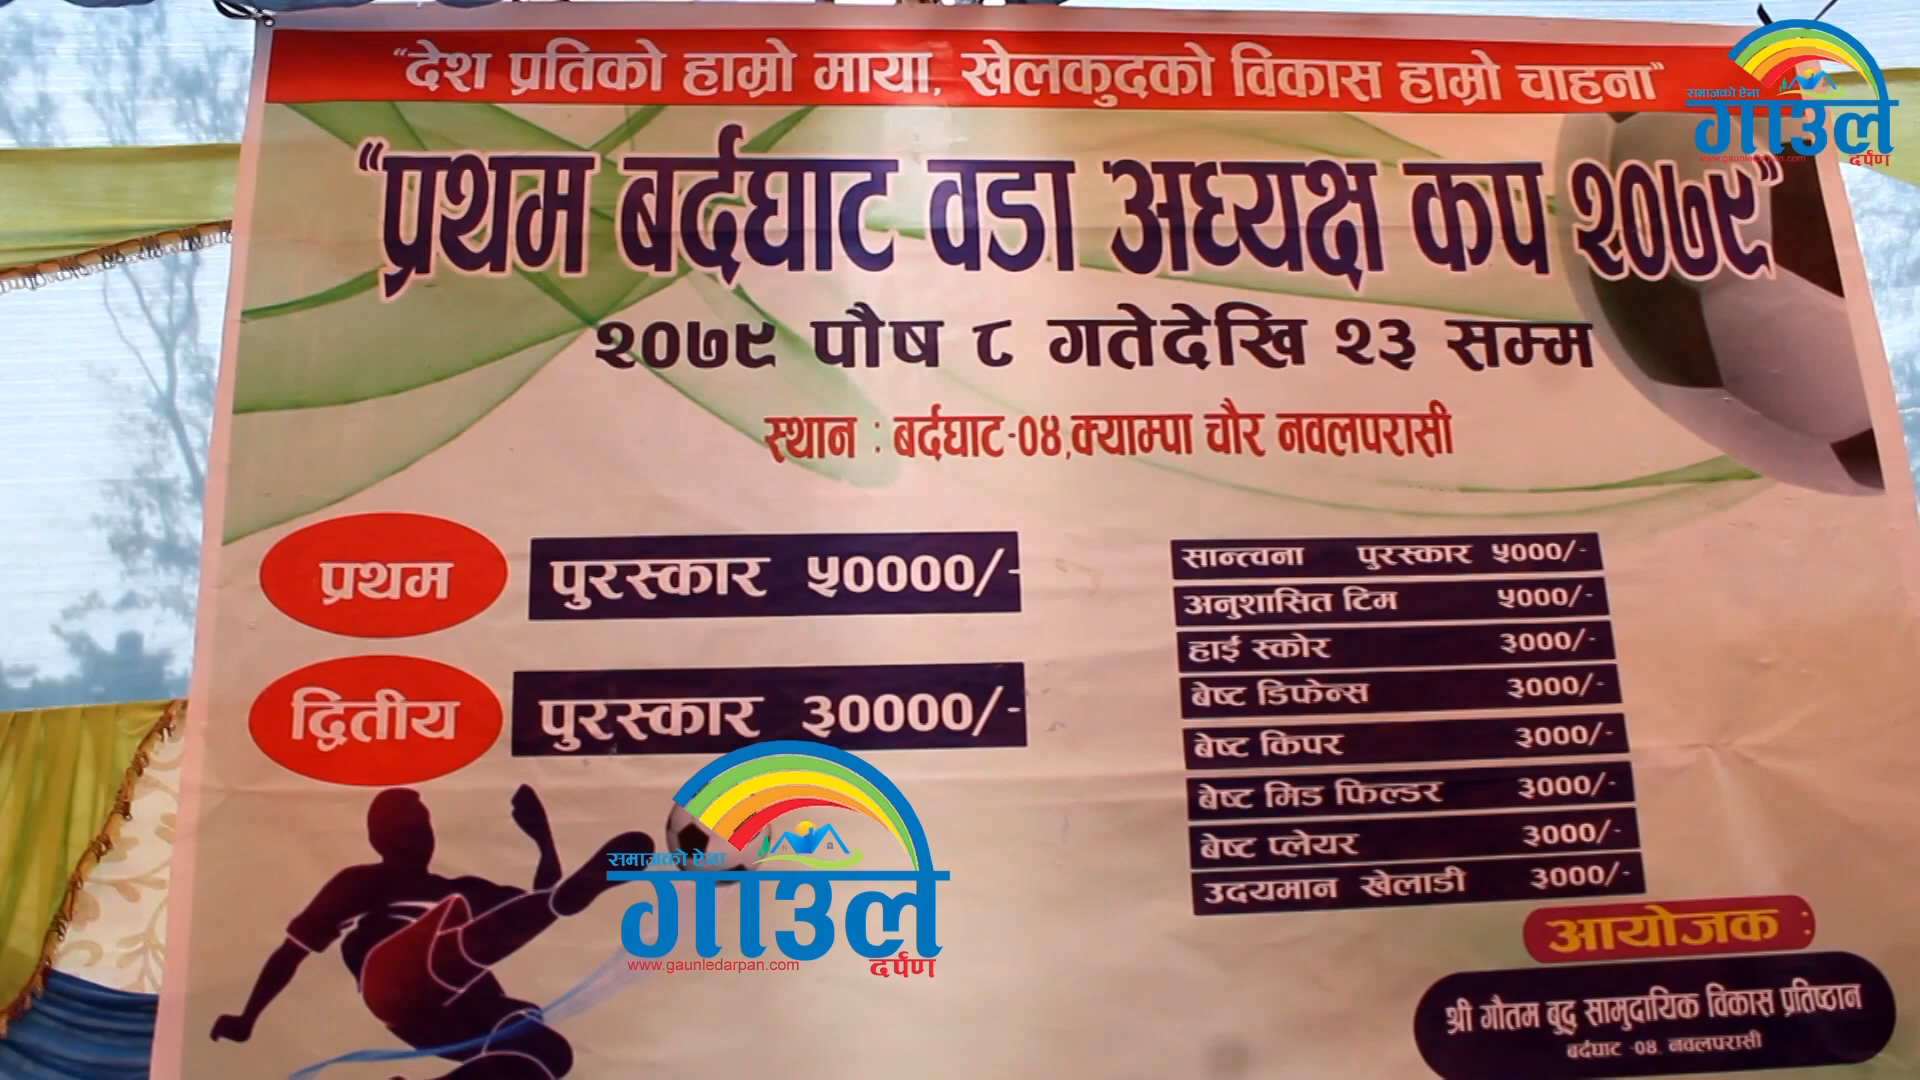 "देश प्रतिको हाम्रो माया, खेलकुदको विकास हाम्रो चाहना"
समाजको ऐना
गाउले
www.gaunledarpan.com
दर्पण
"प्रथम बर्दघाट वडा अध्यक्ष कप २०७९"
२०७९ पौष ८ गतेदेखि २३ सम्म
स्थान : बर्दघाट-०४,क्याम्पा चौर नवलपरासी
प्रथम पुरस्कार ५००००/-
द्वितीय पुरस्कार ३००००/-
सान्त्वना पुरस्कार ५०००/-
अनुशासित टिम ५०००/-
हाई स्कोर ३०००/-
बेष्ट डिफेन्स ३०००/-
बेष्ट किपर ३०००/-
बेष्ट मिड फिल्डर ३०००/-
बेष्ट प्लेयर ३०००/-
उदयमान खेलाडी ३०००/-
समाजको ऐना
गाउले
www.gaunledarpan.com
दर्पण
आयोजक :
श्री गौतम बुद्ध सामुदायिक विकास प्रतिष्ठान
बर्दघाट -०४, नवलपरासी